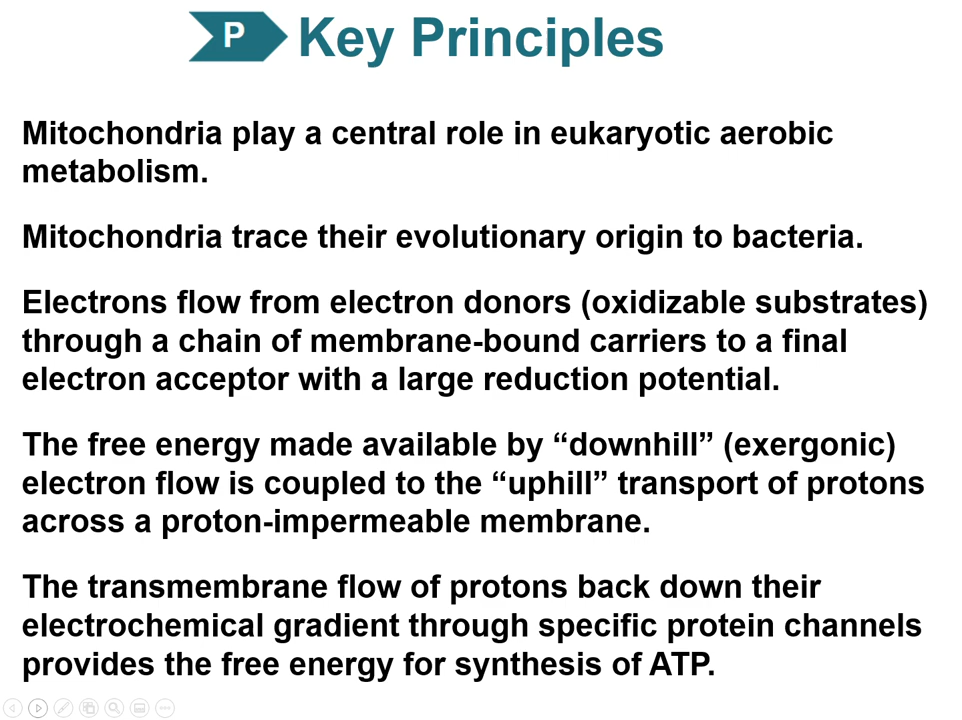 P Key Principles
Mitochondria play a central role in eukaryotic aerobic
metabolism.
Mitochondria trace their evolutionary origin to bacteria.
Electrons flow from electron donors (oxidizable substrates)
through a chain of membrane-bound carriers to a final
electron acceptor with a large reduction potential.
The free energy made available by “downhill” (exergonic)
electron flow is coupled to the “uphill” transport of protons
across a proton-impermeable membrane.
The transmembrane flow of protons back down their
electrochemical gradient through specific protein channels
provides the free energy for synthesis of ATP.